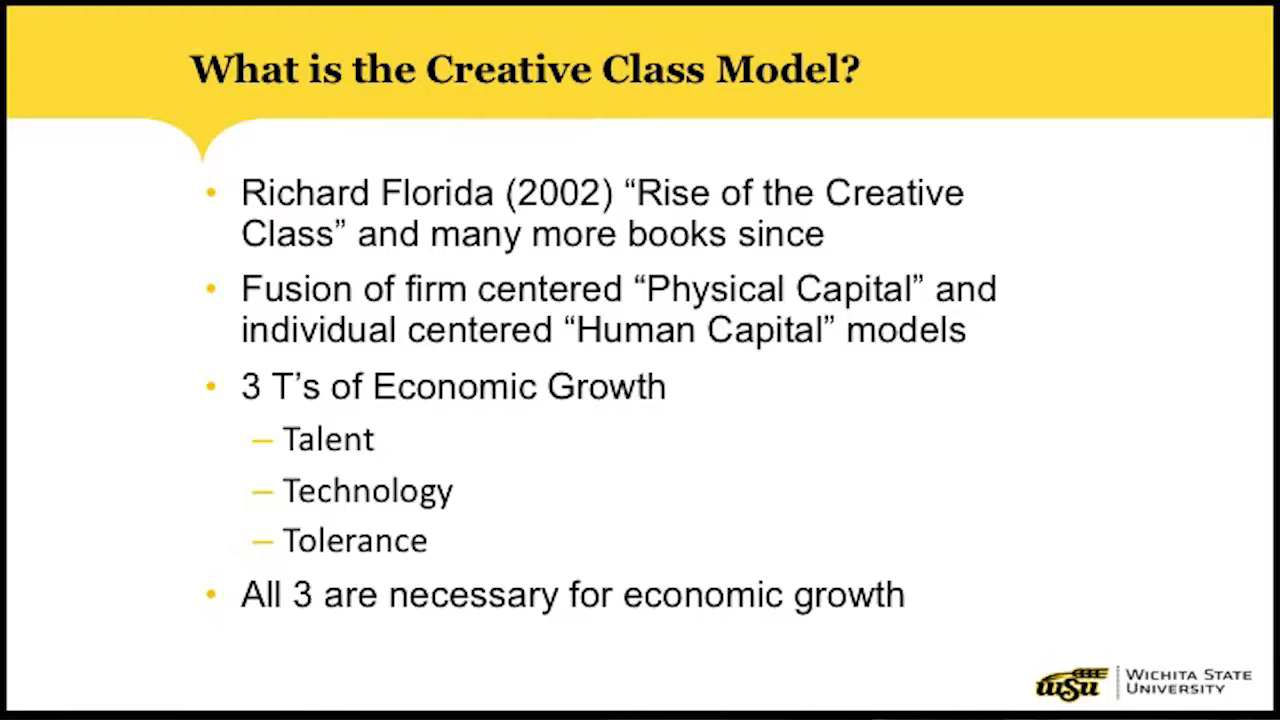 What is the Creative Class Model?
• Richard Florida (2002) “Rise of the Creative
Class” and many more books since
• Fusion of firm centered “Physical Capital” and
individual centered “Human Capital” models
• 3 T’s of Economic Growth
– Talent
– Technology
– Tolerance
• All 3 are necessary for economic growth
WSU
WICHITA STATE
UNIVERSITY